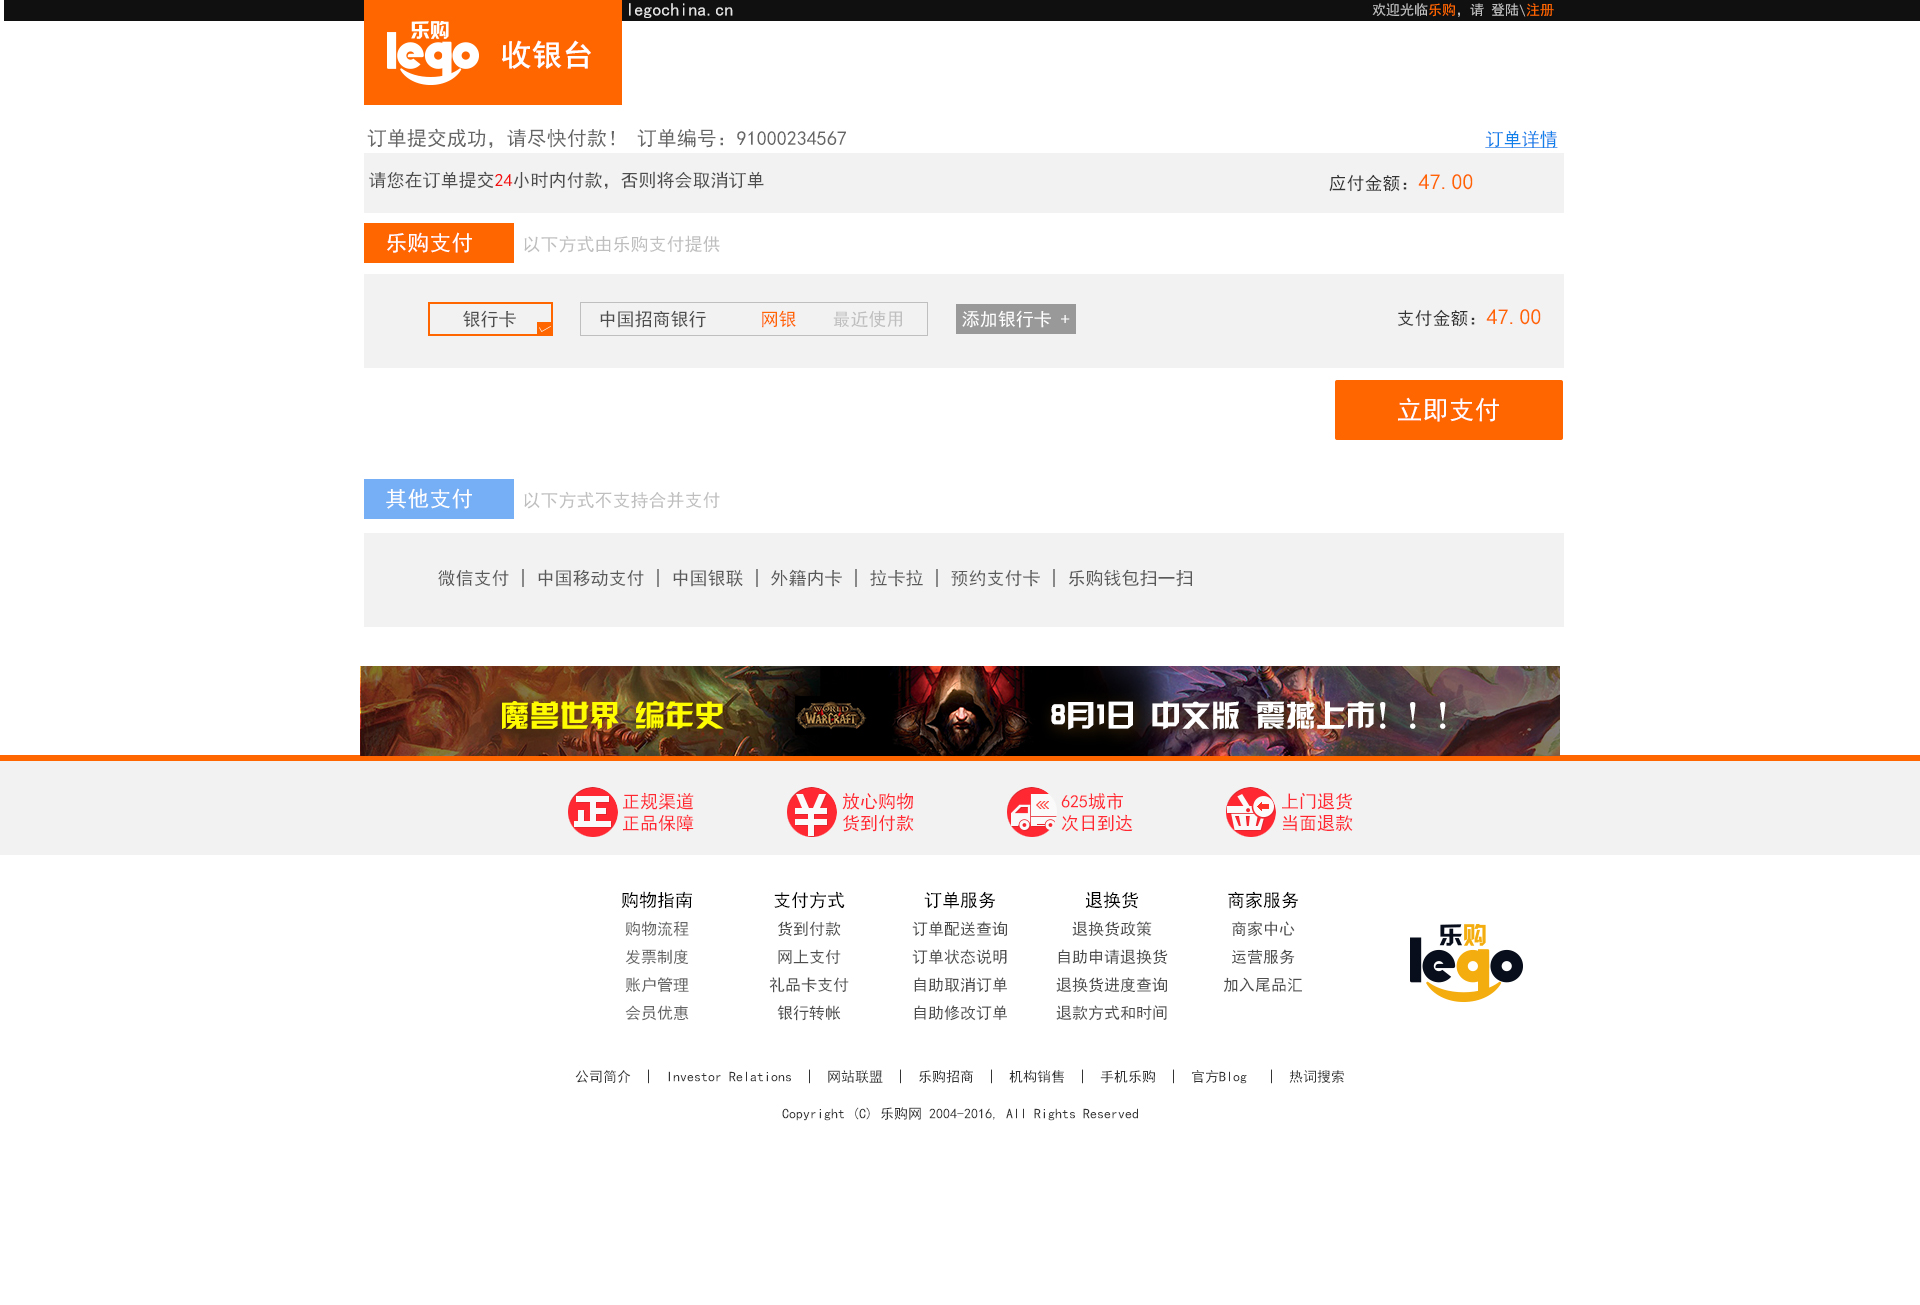 legochina.cn 欢迎光临乐购，请 登陆\注册
乐购
lego 收银台
订单提交成功，请尽快付款！ 订单编号：91000234567 订单详情
请您在订单提交24小时内付款，否则将会取消订单 应付金额：47.00
乐购支付 以下方式由乐购支付提供
银行卡 中国招商银行 网银 最近使用 添加银行卡 + 支付金额：47.00
立即支付
其他支付 以下方式不支持合并支付
微信支付 | 中国移动支付 | 中国银联 | 外籍内卡 | 拉卡拉 | 预约支付卡 | 乐购钱包扫一扫
魔兽世界 编年史 WORLD OF WARCRAFT 8月1日 中文版 震撼上市！！！
正 正规渠道 ¥ 放心购物 625城市 上门退货
正品保障 货到付款 次日到达 当面退款
购物指南 支付方式 订单服务 退换货 商家服务
购物流程 货到付款 订单配送查询 退换货政策 商家中心
发票制度 网上支付 订单状态说明 自助申请退换货 运营服务
账户管理 礼品卡支付 自助取消订单 退换货进度查询 加入尾品汇
会员优惠 银行转帐 自助修改订单 退款方式和时间
乐购
lego
公司简介 | Investor Relations | 网站联盟 | 乐购招商 | 机构销售 | 手机乐购 | 官方Blog | 热词搜索
Copyright (C) 乐购网 2004-2016, All Rights Reserved